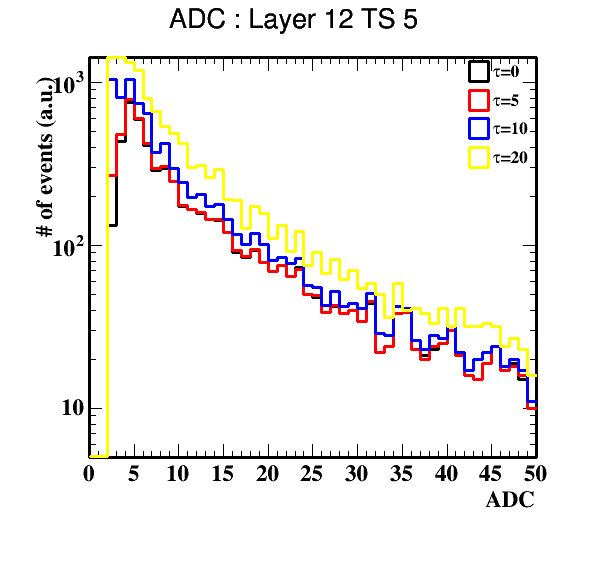 ADC : Layer 12 TS 5
# of events (a.u.)
10³
10²
10
τ=0
τ=5
τ=10
τ=20
0 5 10 15 20 25 30 35 40 45 50
ADC